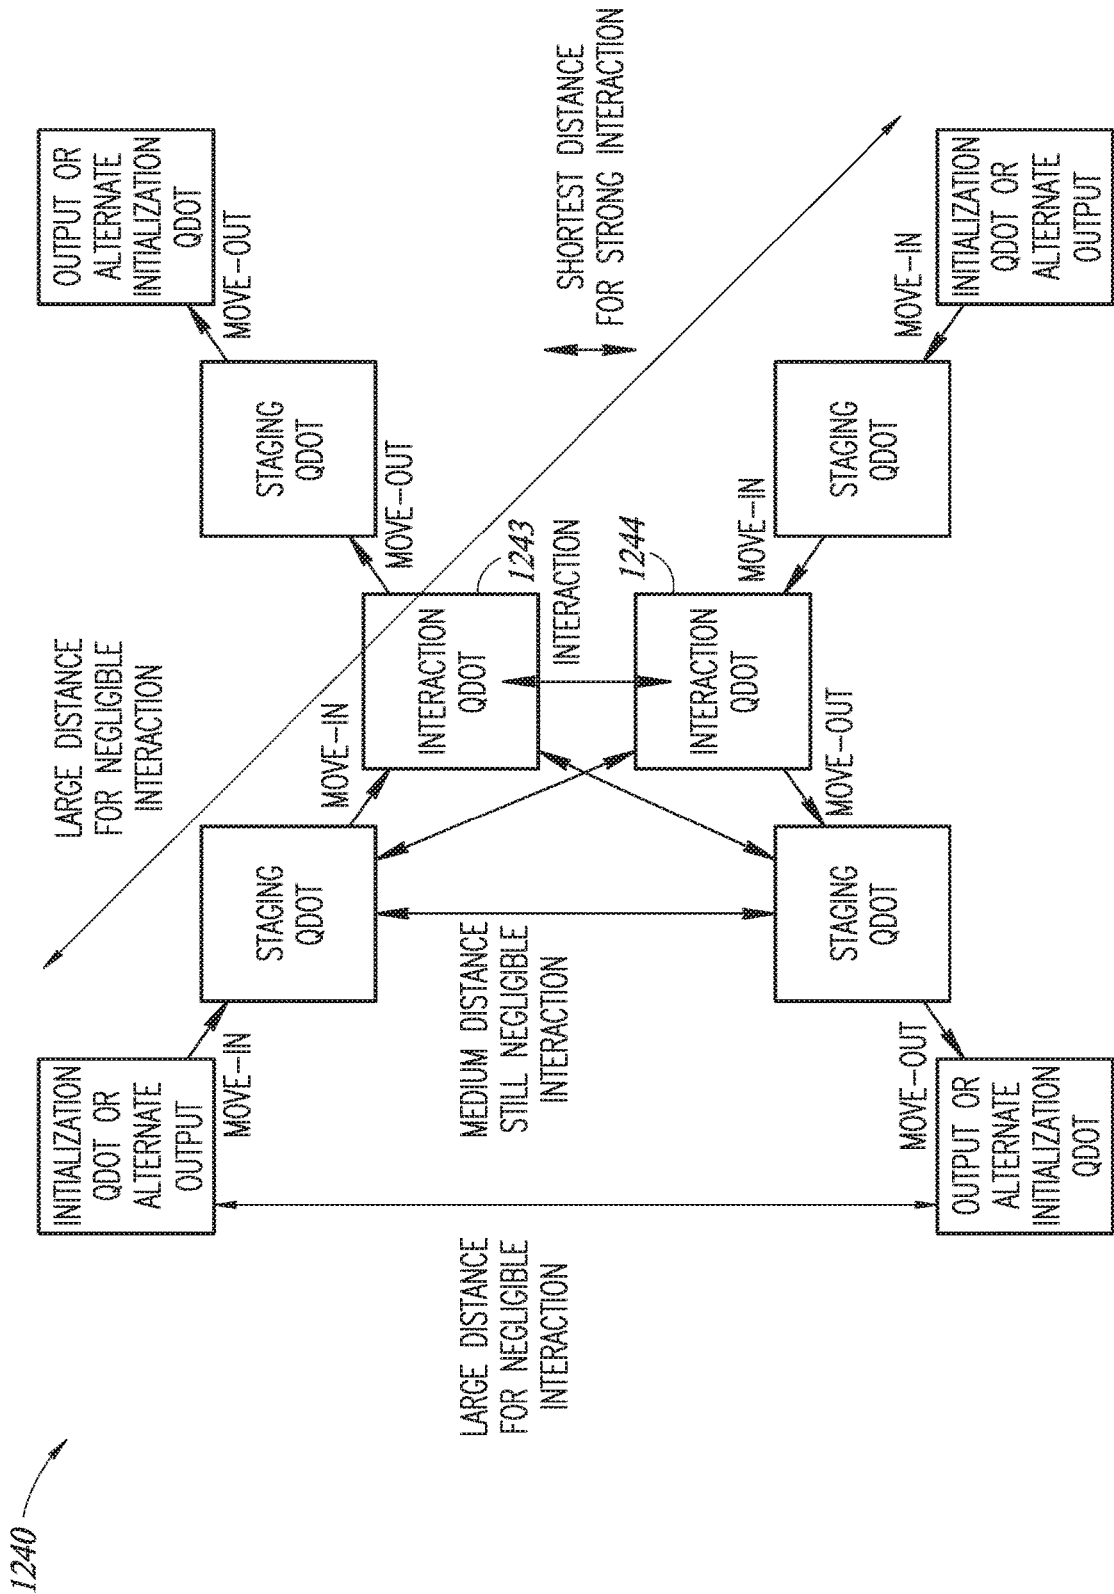 1240
LARGE DISTANCE
FOR NEGLIGIBLE
INTERACTION
INITIALIZATION
QDOT OR
ALTERNATE
OUTPUT
MOVE-IN
STAGING
QDOT
MOVE-IN
LARGE DISTANCE
FOR NEGLIGIBLE
INTERACTION
INTERACTION
QDOT
1243
MOVE-OUT
STAGING
QDOT
MOVE-OUT
OUTPUT OR
ALTERNATE
INITIALIZATION
QDOT
MEDIUM DISTANCE
STILL NEGLIGIBLE
INTERACTION
INTERACTION
SHORTEST DISTANCE
FOR STRONG INTERACTION
OUTPUT OR
ALTERNATE
INITIALIZATION
QDOT
MOVE-OUT
STAGING
QDOT
MOVE-OUT
INTERACTION
QDOT
1244
MOVE-IN
STAGING
QDOT
MOVE-IN
INITIALIZATION
QDOT OR
ALTERNATE
OUTPUT